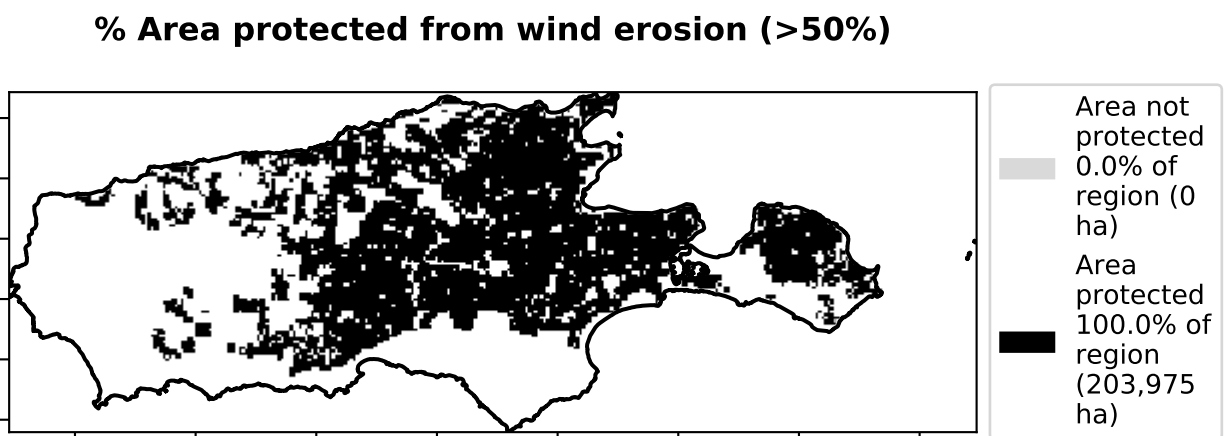 % Area protected from wind erosion (>50%)
Area not
protected
0.0% of
region (0
ha)
Area
protected
100.0% of
region
(203,975
ha)